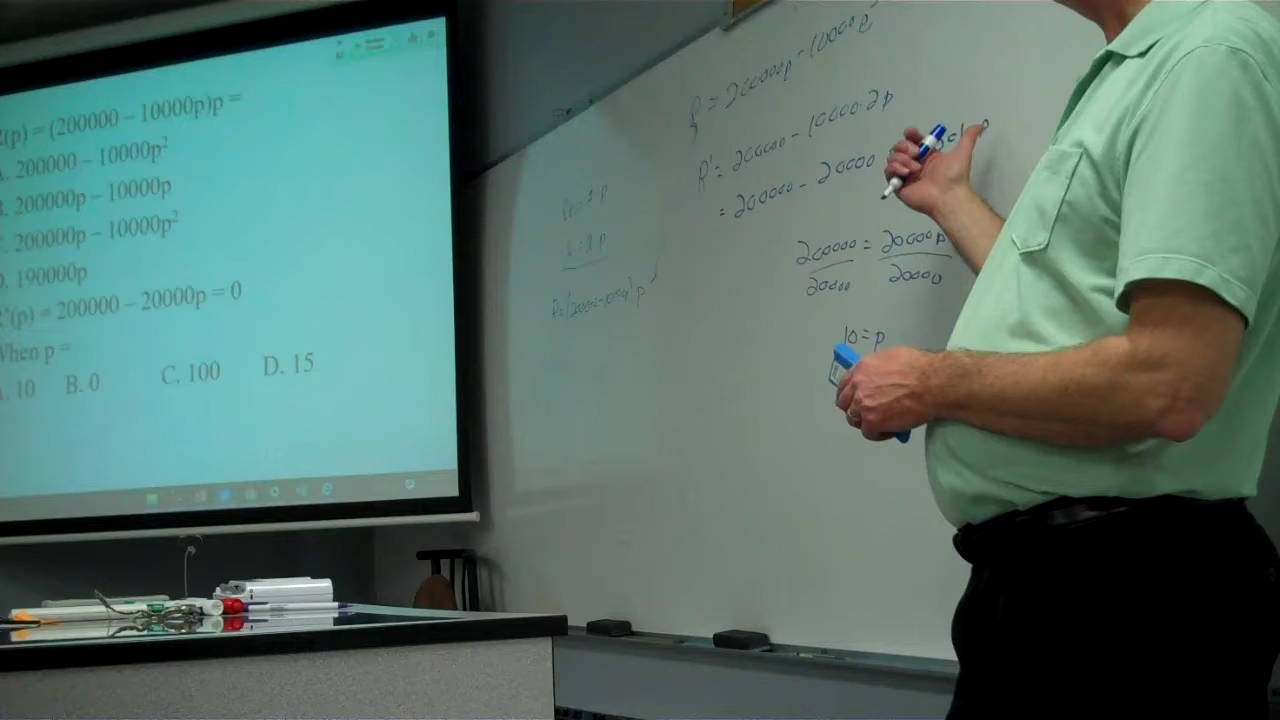 (p) = (200000 – 10000p)p =
A. 200000 – 10000p²
B. 200000p – 10000p
C. 200000p – 10000p²
D. 190000p
R'(p) = 200000 – 20000p = 0
When p =
A. 10 B. 0 C. 100 D. 15
R = 200000p - 10000p²
R' = 200000 - 10000·2p
= 200000 - 20000
200000 = 20000p
20000 20000
10 = p